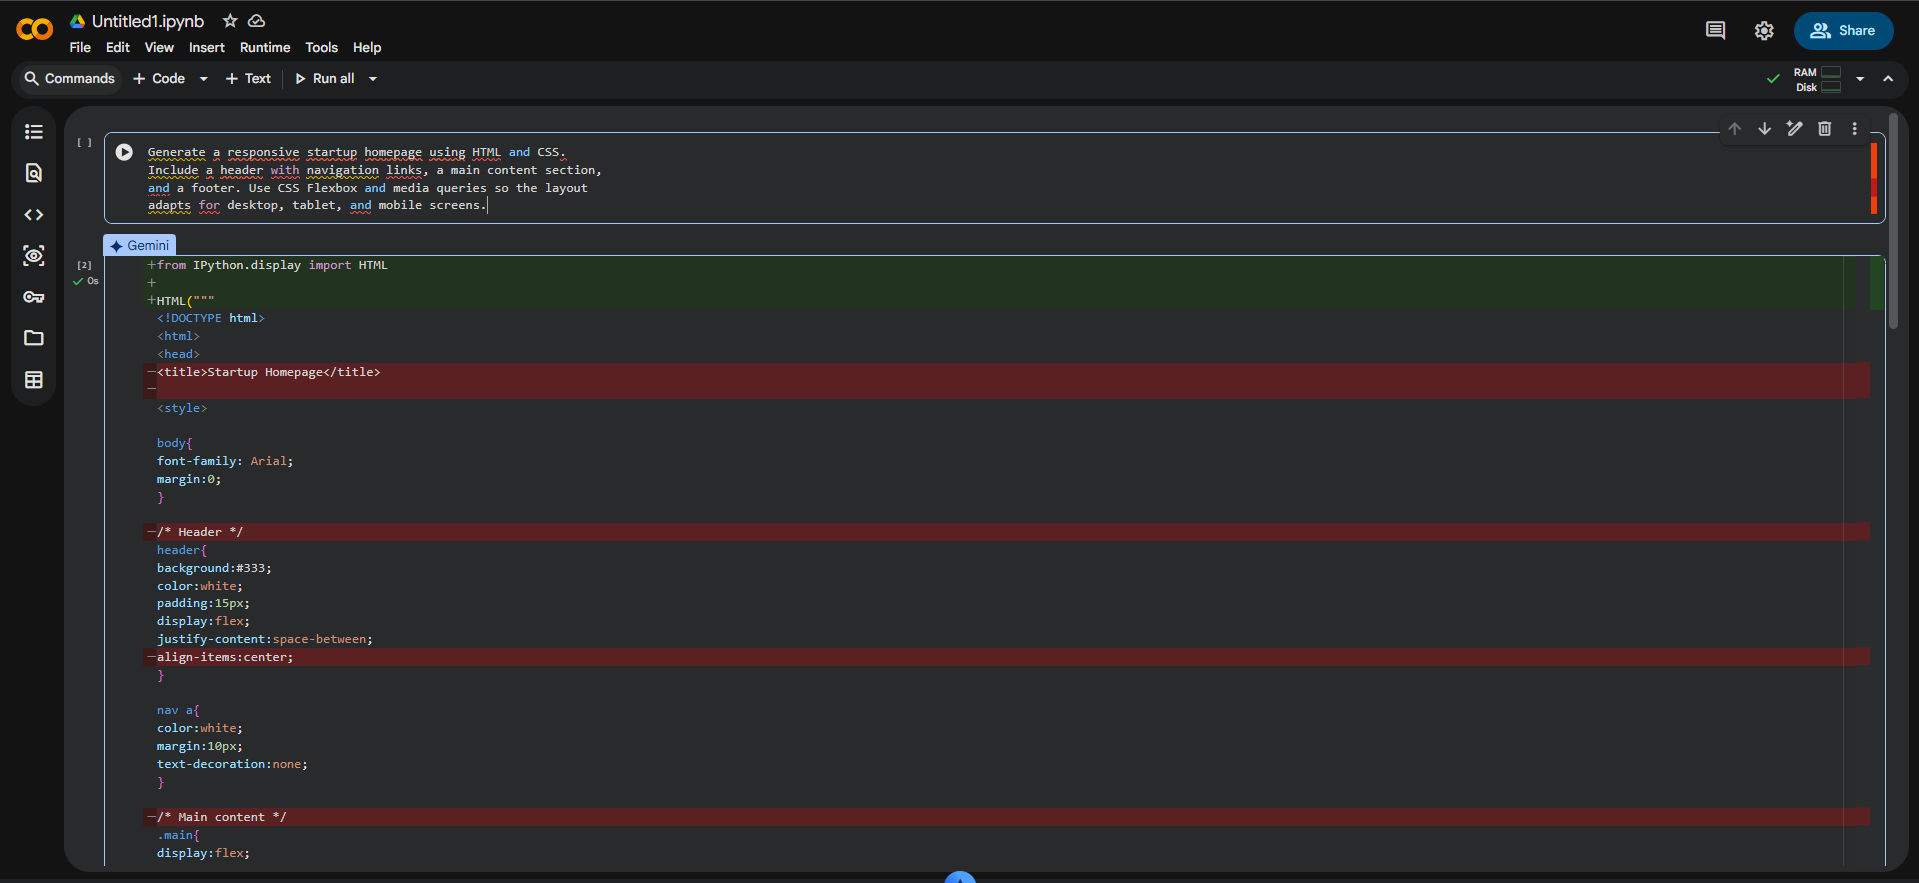 Untitled1.ipynb
File Edit View Insert Runtime Tools Help
Share
Commands + Code + Text Run all
RAM
Disk
[ ]
Generate a responsive startup homepage using HTML and CSS.
Include a header with navigation links, a main content section,
and a footer. Use CSS Flexbox and media queries so the layout
adapts for desktop, tablet, and mobile screens.
Gemini
[2]
0s
+from IPython.display import HTML
+
+HTML("""
<!DOCTYPE html>
<html>
<head>
−<title>Startup Homepage</title>
−
<style>
body{
font-family: Arial;
margin:0;
}
−/* Header */
header{
background:#333;
color:white;
padding:15px;
display:flex;
justify-content:space-between;
−align-items:center;
}
nav a{
color:white;
margin:10px;
text-decoration:none;
}
−/* Main content */
.main{
display:flex;